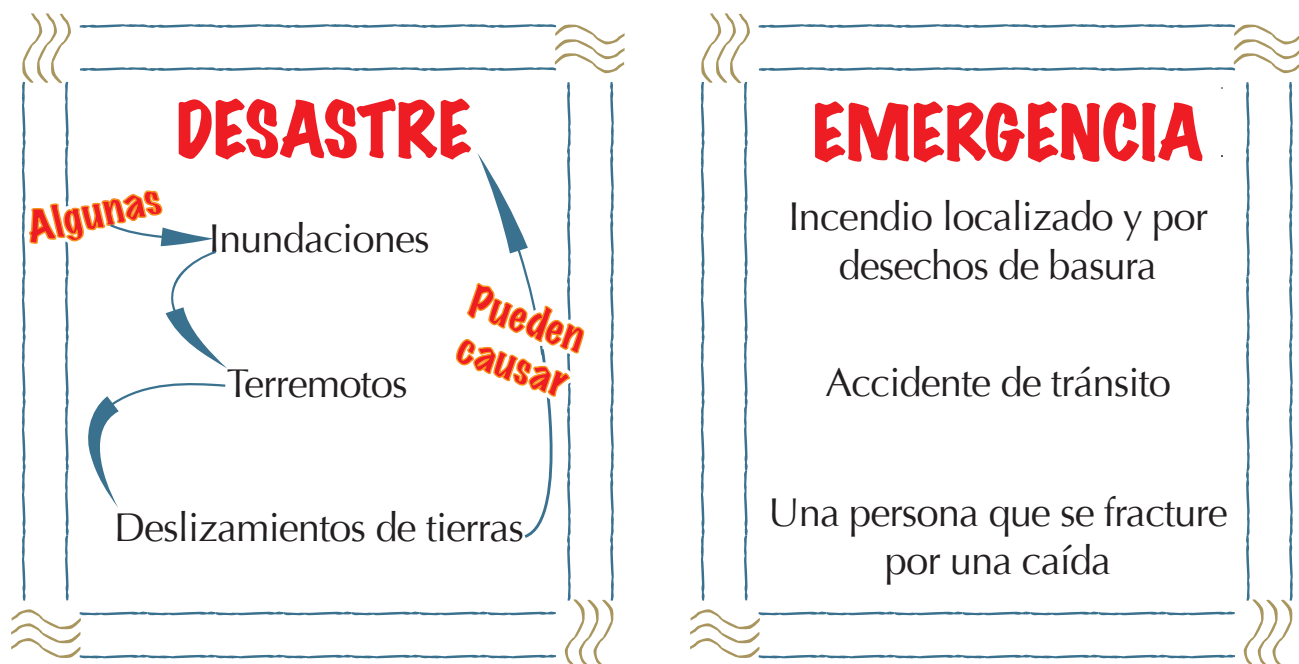 DESASTRE
Algunas
Inundaciones
Terremotos
Deslizamientos de tierras
Pueden
causar
EMERGENCIA
Incendio localizado y por
desechos de basura
Accidente de tránsito
Una persona que se fracture
por una caída